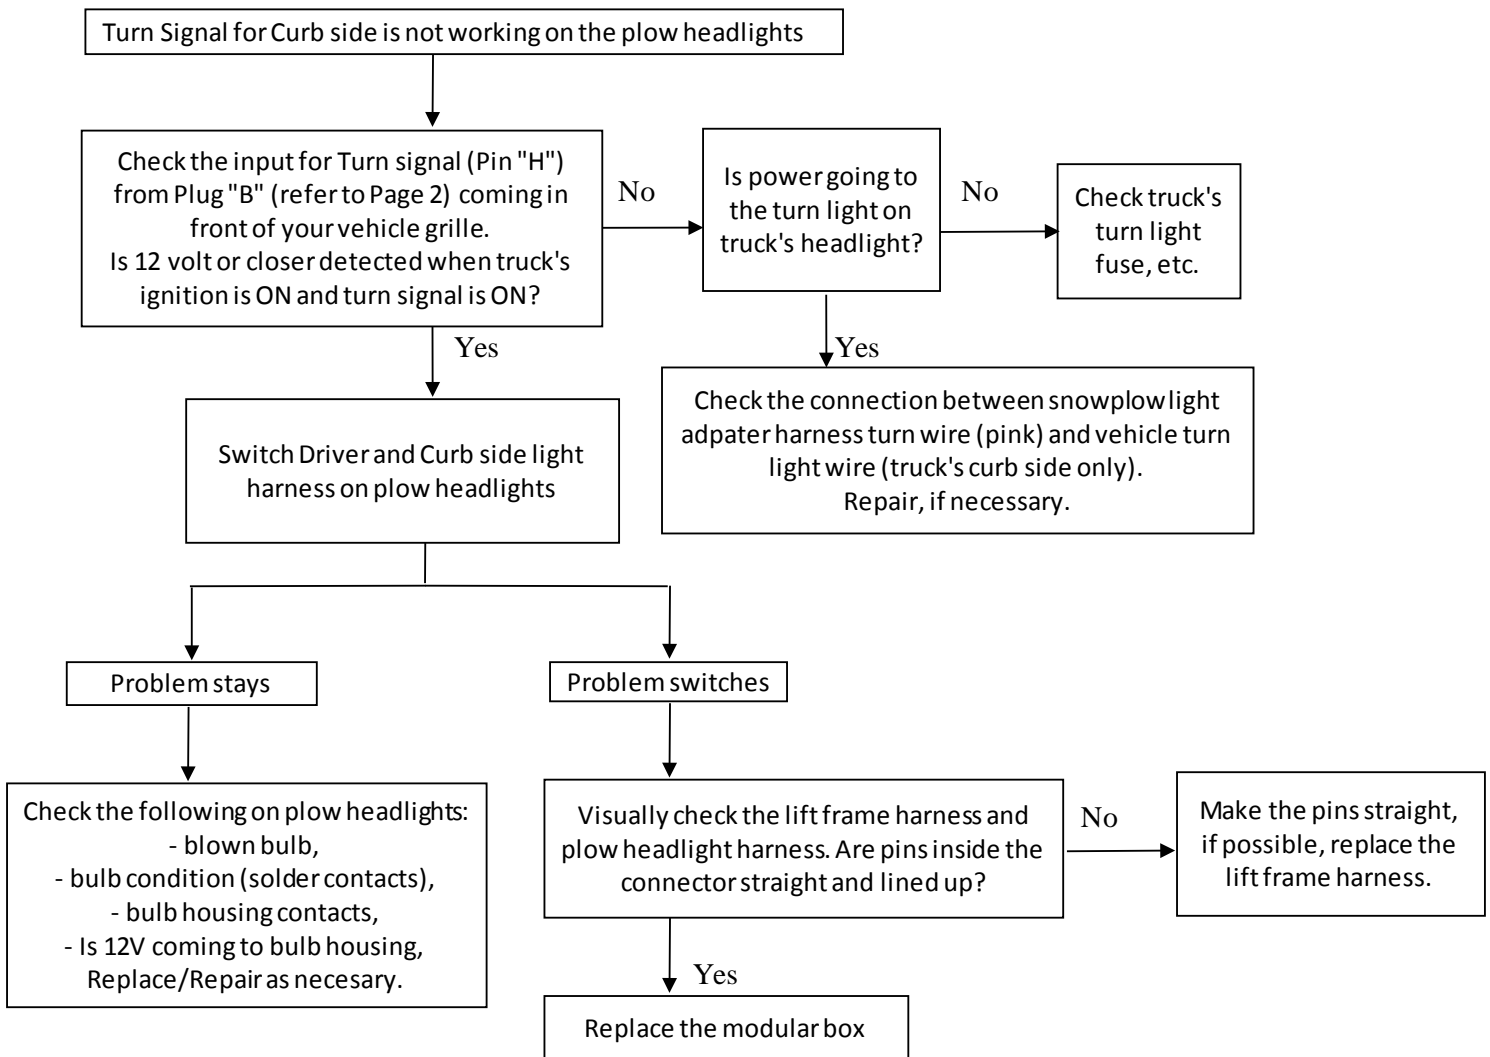 Turn Signal for Curb side is not working on the plow headlights
Check the input for Turn signal (Pin "H")
from Plug "B" (refer to Page 2) coming in
front of your vehicle grille.
Is 12 volt or closer detected when truck's
ignition is ON and turn signal is ON?
No
Is power going to
the turn light on
truck's headlight?
No
Check truck's
turn light
fuse, etc.
Yes
Yes
Switch Driver and Curb side light
harness on plow headlights
Check the connection between snowplow light
adpater harness turn wire (pink) and vehicle turn
light wire (truck's curb side only).
Repair, if necessary.
Problem stays
Problem switches
Check the following on plow headlights:
- blown bulb,
- bulb condition (solder contacts),
- bulb housing contacts,
- Is 12V coming to bulb housing,
Replace/Repair as necesary.
Visually check the lift frame harness and
plow headlight harness. Are pins inside the
connector straight and lined up?
No
Make the pins straight,
if possible, replace the
lift frame harness.
Yes
Replace the modular box